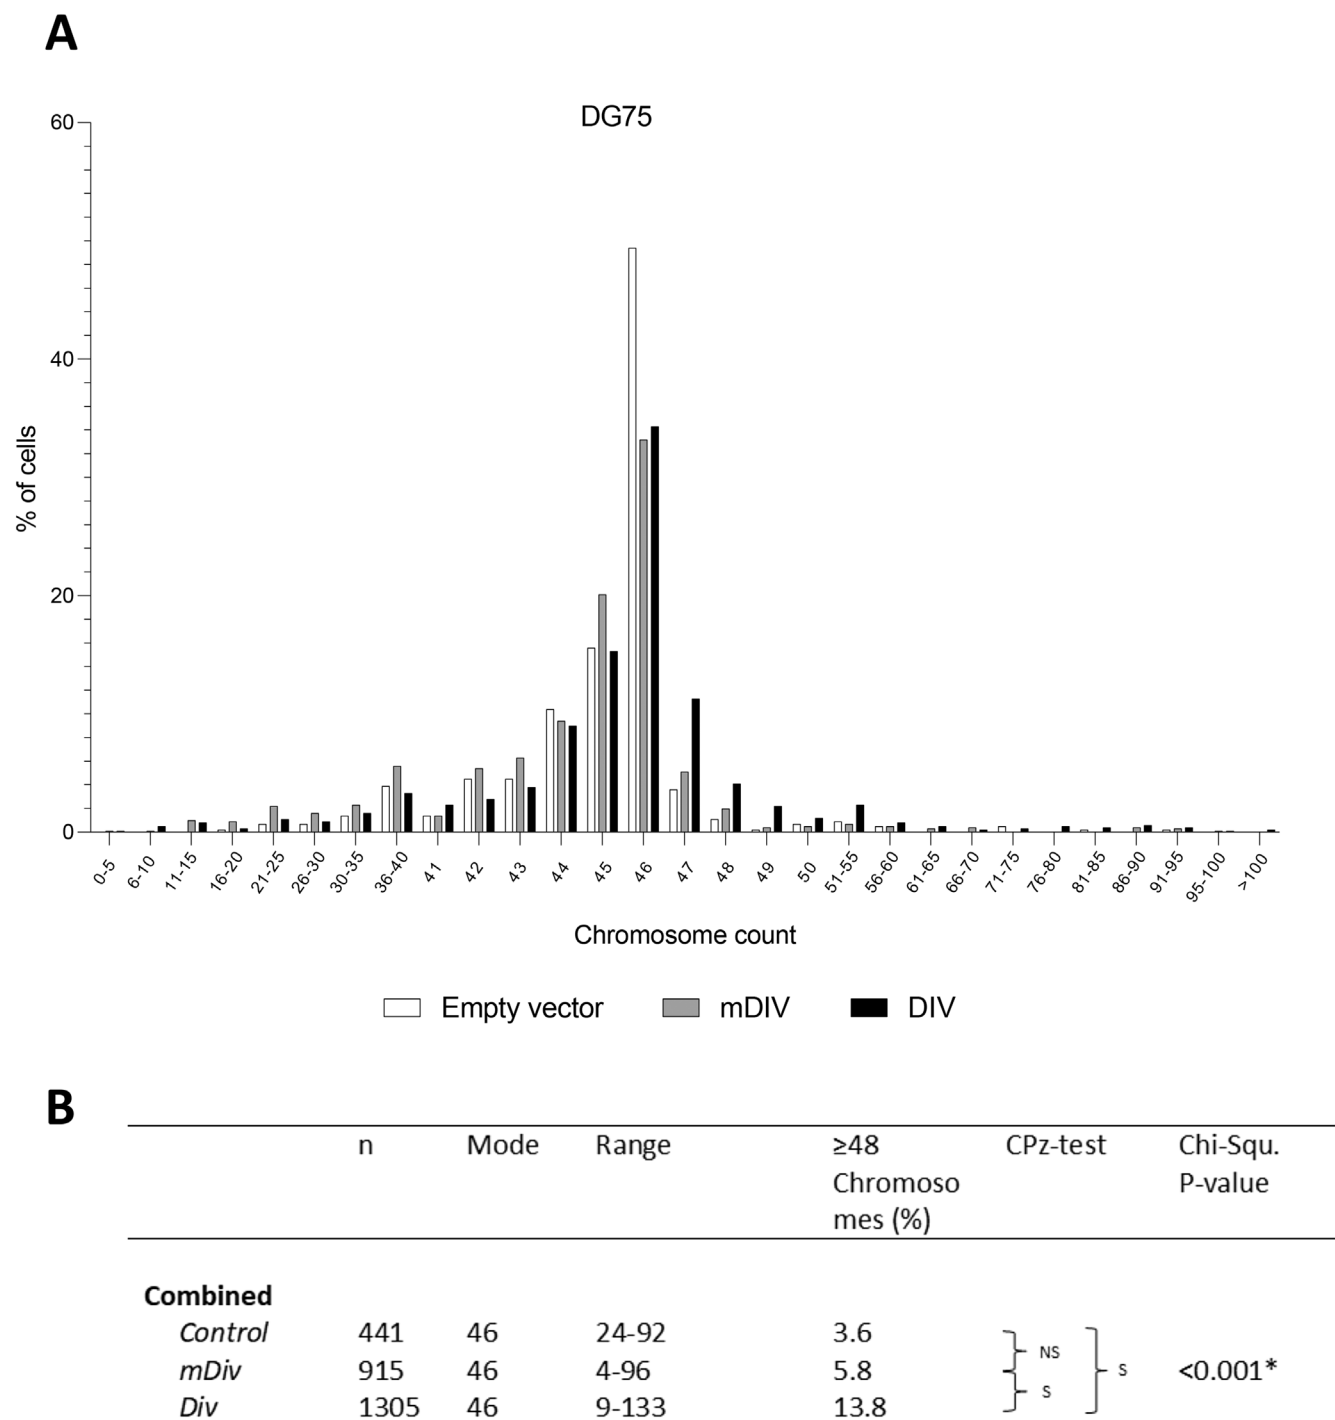 A
DG75
60
40
20
0
% of cells
0-5 6-10 11-15 16-20 21-25 26-30 30-35 36-40 41 42 43 44 45 46 47 48 49 50 51-55 56-60 61-65 66-70 71-75 76-80 81-85 86-90 91-95 95-100 >100
Chromosome count
Empty vector mDIV DIV
B
n Mode Range ≥48 CPz-test Chi-Squ.
Chromoso P-value
mes (%)
Combined
Control 441 46 24-92 3.6
NS
mDiv 915 46 4-96 5.8 S <0.001*
S
Div 1305 46 9-133 13.8